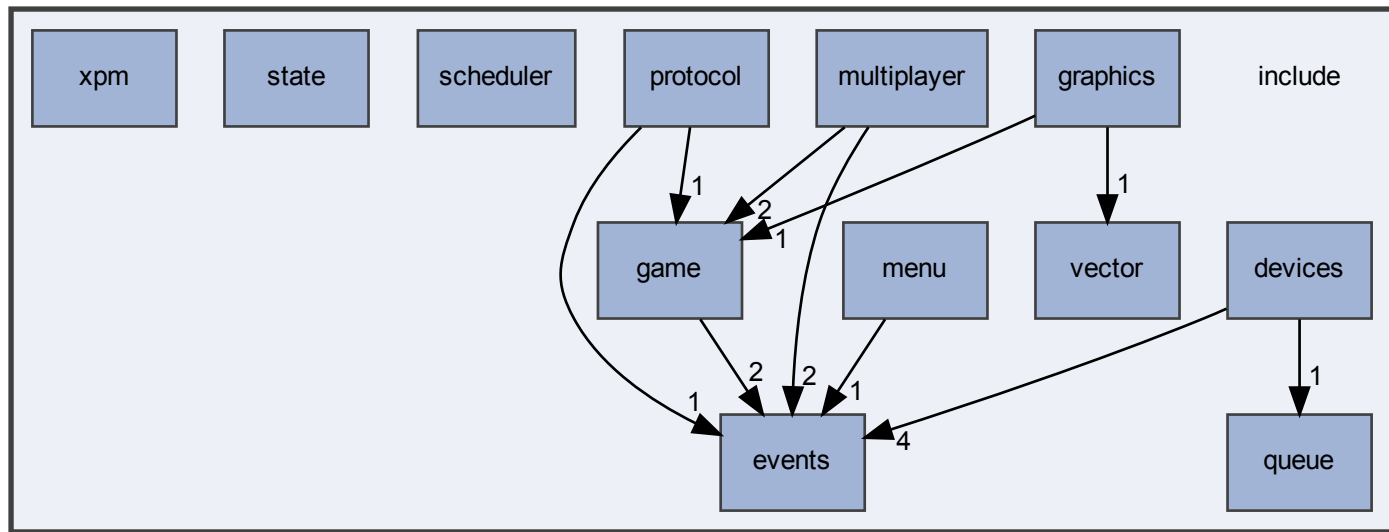 xpm
state
scheduler
protocol
multiplayer
graphics
include
1
2
1
1
game
menu
vector
devices
1
2
2
1
4
1
events
queue